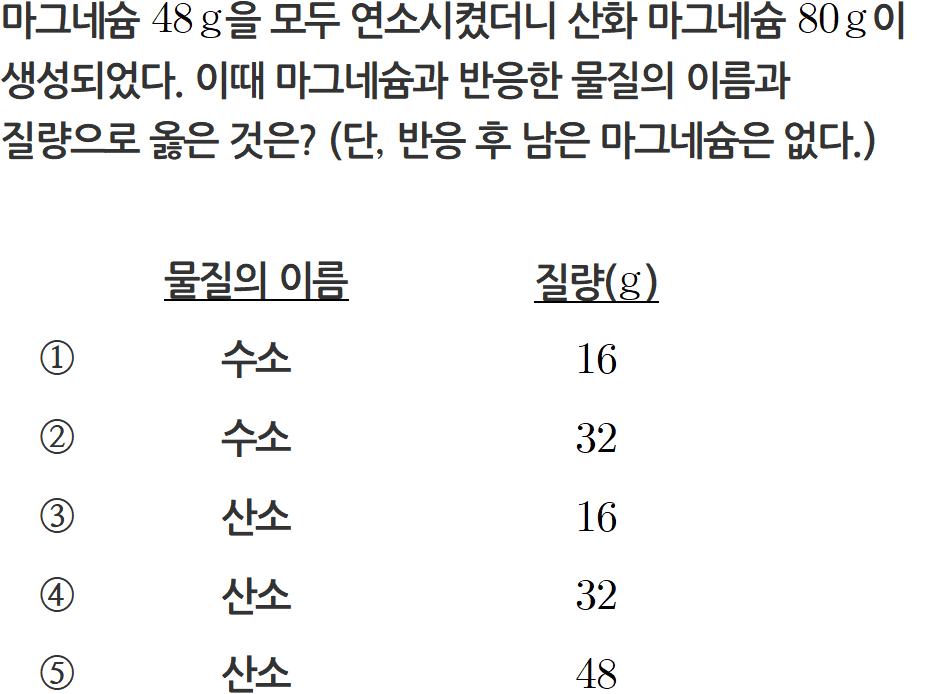 마그네슘 48 g을 모두 연소시켰더니 산화 마그네슘 80 g이
생성되었다. 이때 마그네슘과 반응한 물질의 이름과
질량으로 옳은 것은? (단, 반응 후 남은 마그네슘은 없다.)
물질의 이름 질량(g)
① 수소 16
② 수소 32
③ 산소 16
④ 산소 32
⑤ 산소 48